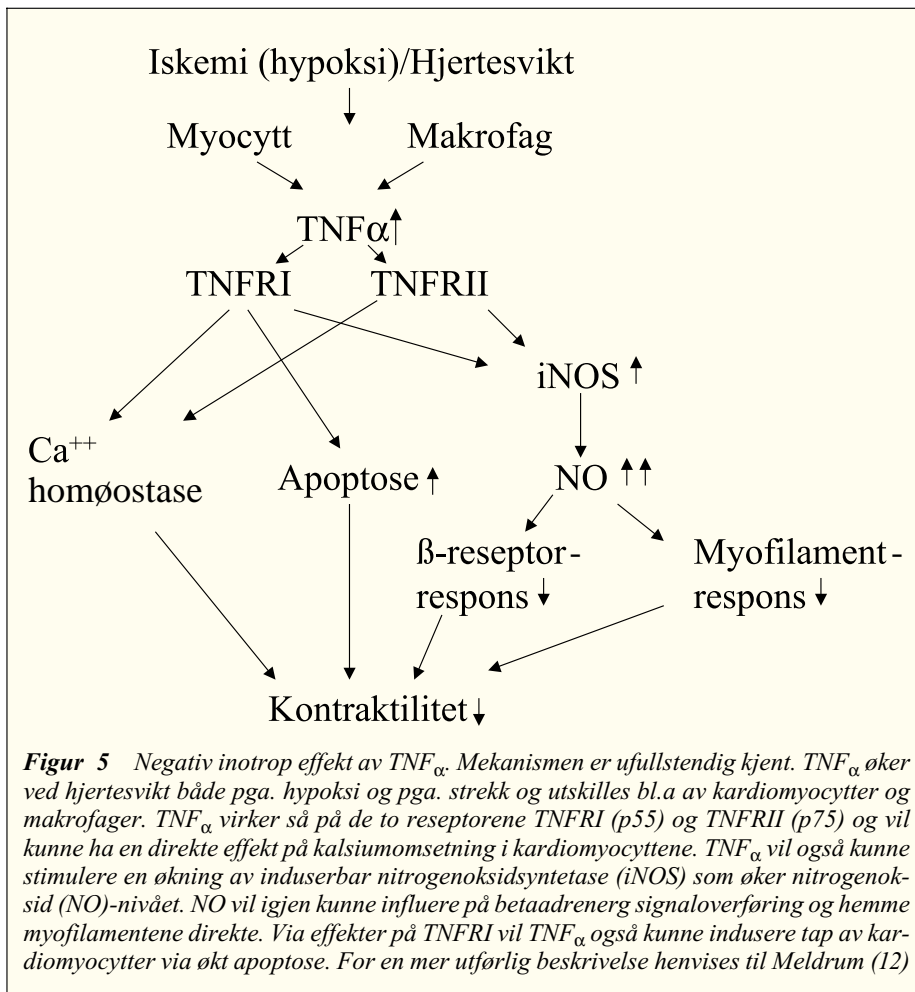 Iskemi (hypoksi)/Hjertesvikt
Myocytt Makrofag
TNFα↑
TNFRI TNFRII
iNOS ↑
Ca++
homøostase
Apoptose ↑
NO ↑↑
ß-reseptor-
respons ↓
Myofilament-
respons ↓
Kontraktilitet ↓
Figur 5 Negativ inotrop effekt av TNFα. Mekanismen er ufullstendig kjent. TNFα øker
ved hjertesvikt både pga. hypoksi og pga. strekk og utskilles bl.a av kardiomyocytter og
makrofager. TNFα virker så på de to reseptorene TNFRI (p55) og TNFRII (p75) og vil
kunne ha en direkte effekt på kalsiumomsetning i kardiomyocyttene. TNFα vil også kunne
stimulere en økning av induserbar nitrogenoksidsyntetase (iNOS) som øker nitrogenok-
sid (NO)-nivået. NO vil igjen kunne influere på betaadrenerg signaloverføring og hemme
myofilamentene direkte. Via effekter på TNFRI vil TNFα også kunne indusere tap av kar-
diomyocytter via økt apoptose. For en mer utførlig beskrivelse henvises til Meldrum (12)